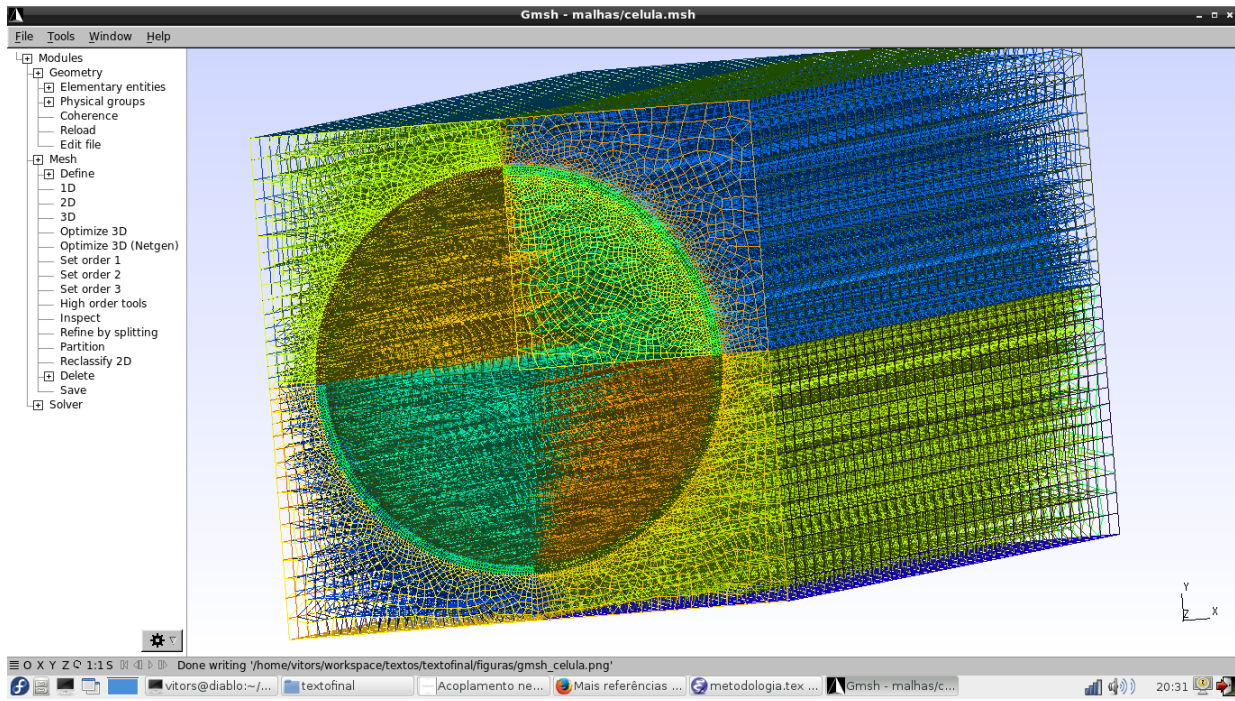 Gmsh - malhas/celula.msh
File Tools Window Help
Modules
Geometry
Elementary entities
Physical groups
Coherence
Reload
Edit file
Mesh
Define
1D
2D
3D
Optimize 3D
Optimize 3D (Netgen)
Set order 1
Set order 2
Set order 3
High order tools
Inspect
Refine by splitting
Partition
Reclassify 2D
Delete
Save
Solver
Y
Z X
O X Y Z 1:1 S Done writing '/home/vitors/workspace/textos/textofinal/figuras/gmsh_celula.png'
vitors@diablo:~/... textofinal Acoplamento ne... Mais referências ... metodologia.tex ... Gmsh - malhas/c... 20:31